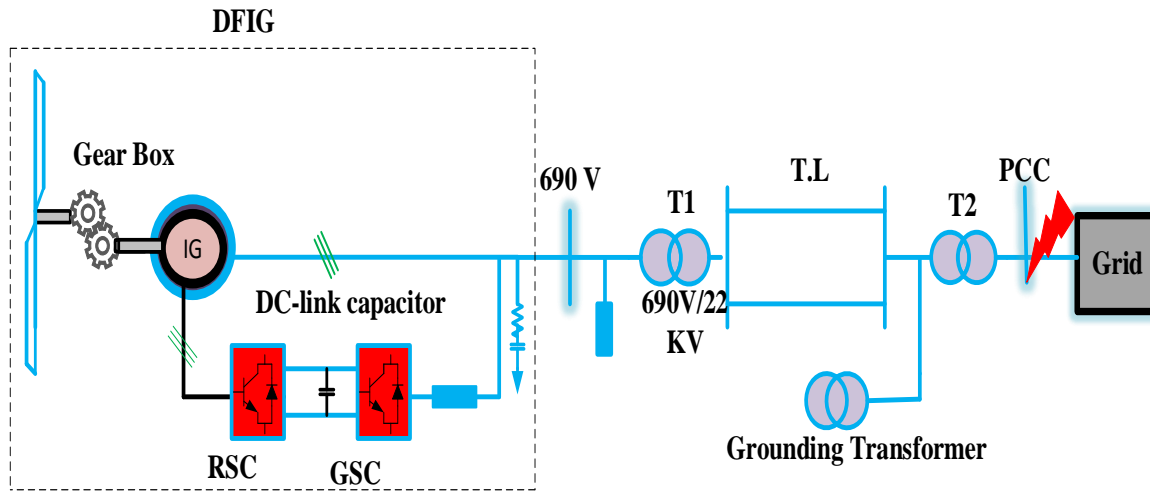 DFIG
Gear Box
IG
DC-link capacitor
RSC
GSC
690 V
T1
690V/22
KV
T.L
T2
PCC
Grid
Grounding Transformer